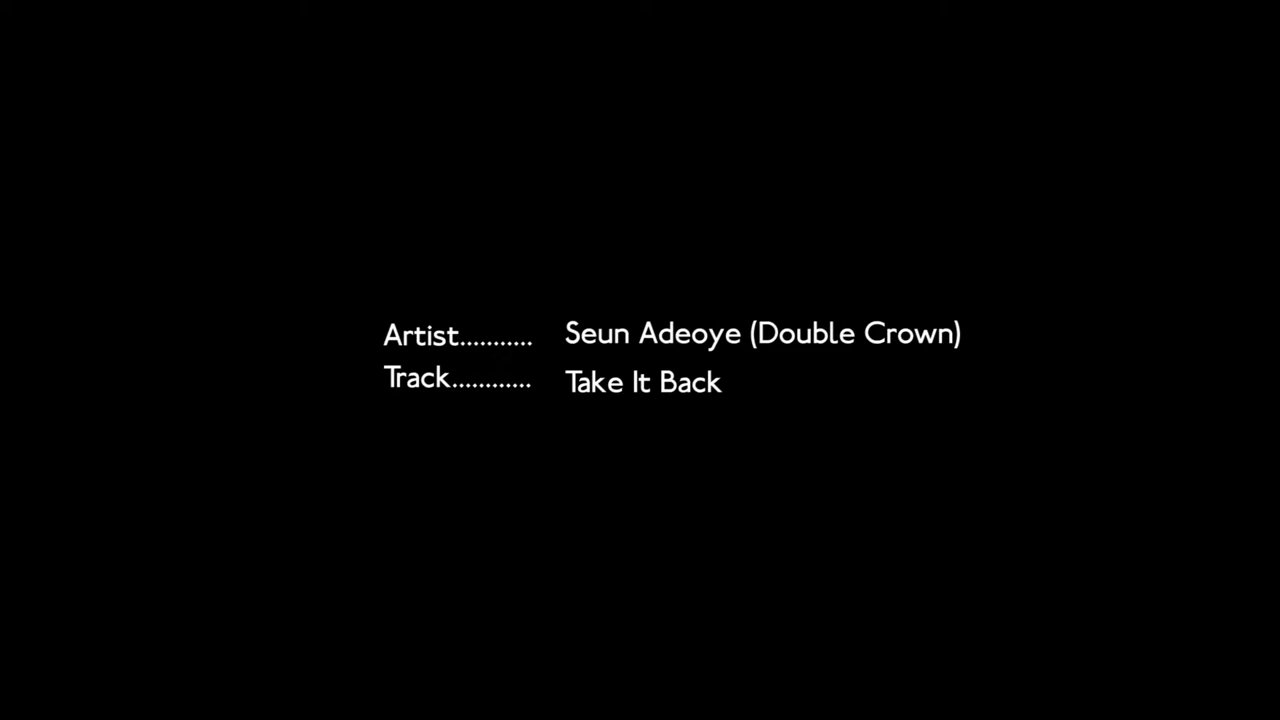 Artist........... Seun Adeoye (Double Crown)
Track............ Take It Back